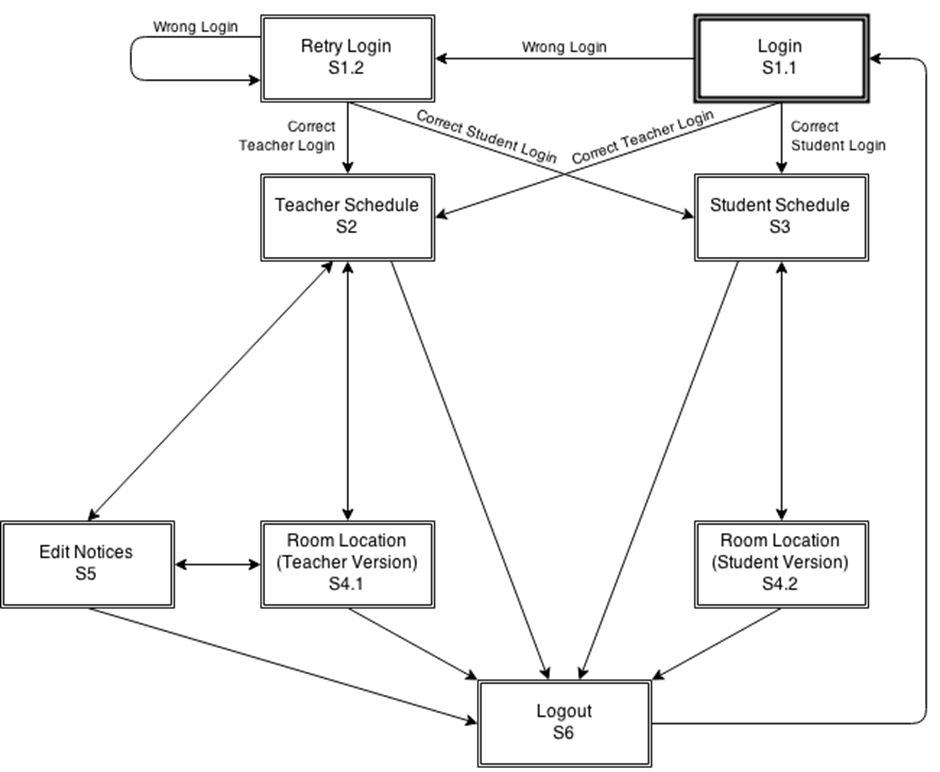 Wrong Login
Retry Login
S1.2
Wrong Login
Login
S1.1
Correct
Teacher Login
Correct Student Login
Correct Teacher Login
Correct
Student Login
Teacher Schedule
S2
Student Schedule
S3
Edit Notices
S5
Room Location
(Teacher Version)
S4.1
Room Location
(Student Version)
S4.2
Logout
S6